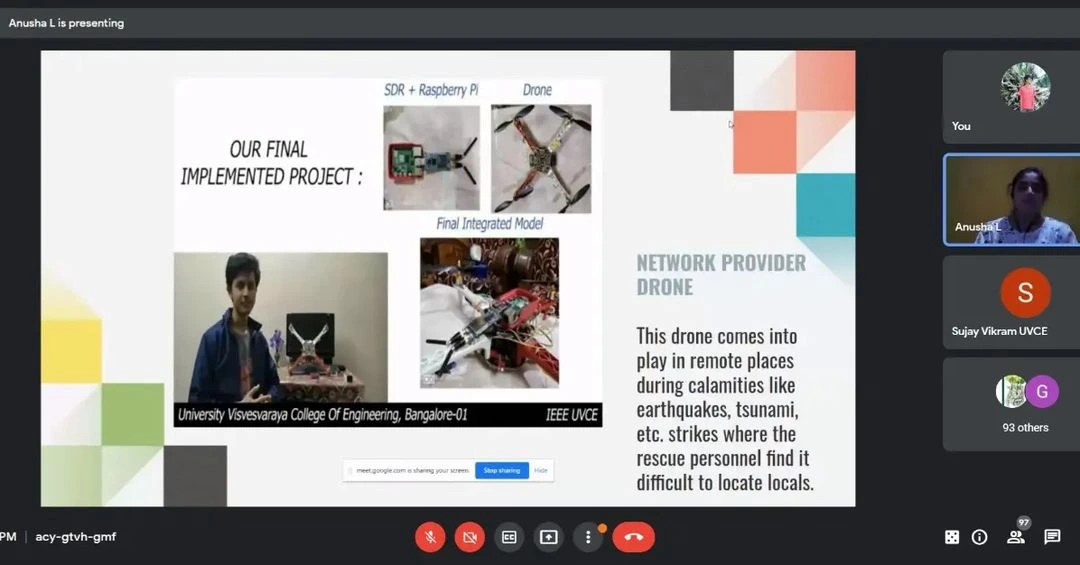 Anusha L is presenting
SDR + Raspberry Pi
Drone
OUR FINAL
IMPLEMENTED PROJECT :
Final Integrated Model
University Visvesvaraya College Of Engineering, Bangalore-01
IEEE UVCE
NETWORK PROVIDER
DRONE
This drone comes into
play in remote places
during calamities like
earthquakes, tsunami,
etc. strikes where the
rescue personnel find it
difficult to locate locals.
meet.google.com is sharing your screen.
Stop sharing
Hide
You
Anusha L
S
Sujay Vikram UVCE
G
93 others
PM | acy-gtvh-gmf
97